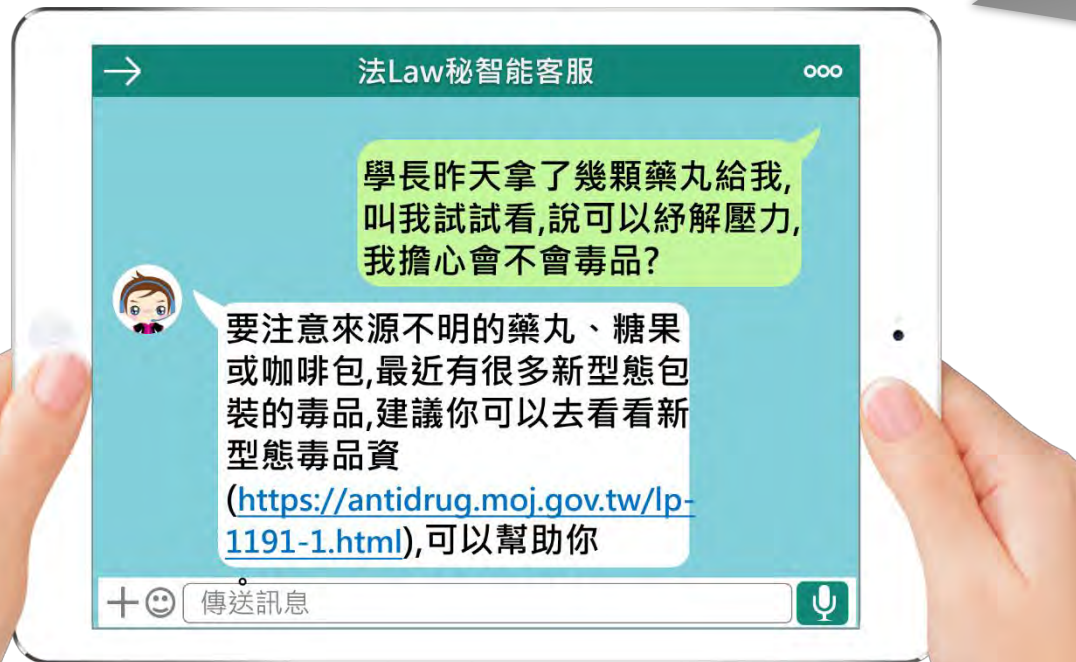 法Law秘智能客服
學長昨天拿了幾顆藥丸給我,
叫我試試看,說可以紓解壓力,
我擔心會不會毒品?
要注意來源不明的藥丸、糖果
或咖啡包,最近有很多新型態包
裝的毒品,建議你可以去看看新
型態毒品資
(https://antidrug.moj.gov.tw/lp-
1191-1.html),可以幫助你
。
傳送訊息